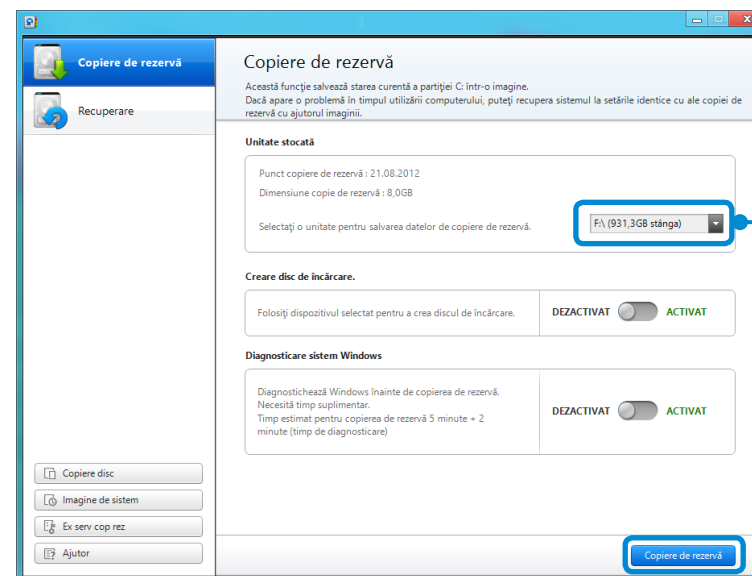 Copiere de rezervă
Recuperare
Copiere disc
Imagine de sistem
Ex serv cop rez
Ajutor
Copiere de rezervă
Această funcţie salvează starea curentă a partiţiei C: într-o imagine.
Dacă apare o problemă în timpul utilizării computerului, puteţi recupera sistemul la setările identice cu ale copiei de
rezervă cu ajutorul imaginii.
Unitate stocată
Punct copiere de rezervă : 21.08.2012
Dimensiune copie de rezervă : 8,0GB
Selectaţi o unitate pentru salvarea datelor de copiere de rezervă.
F:\ (931,3GB stânga)
Creare disc de încărcare.
Folosiţi dispozitivul selectat pentru a crea discul de încărcare.
DEZACTIVAT ACTIVAT
Diagnosticare sistem Windows
Diagnostichează Windows înainte de copierea de rezervă.
Necesită timp suplimentar.
Timp estimat pentru copierea de rezervă 5 minute + 2
minute (timp de diagnosticare)
DEZACTIVAT ACTIVAT
Copiere de rezervă